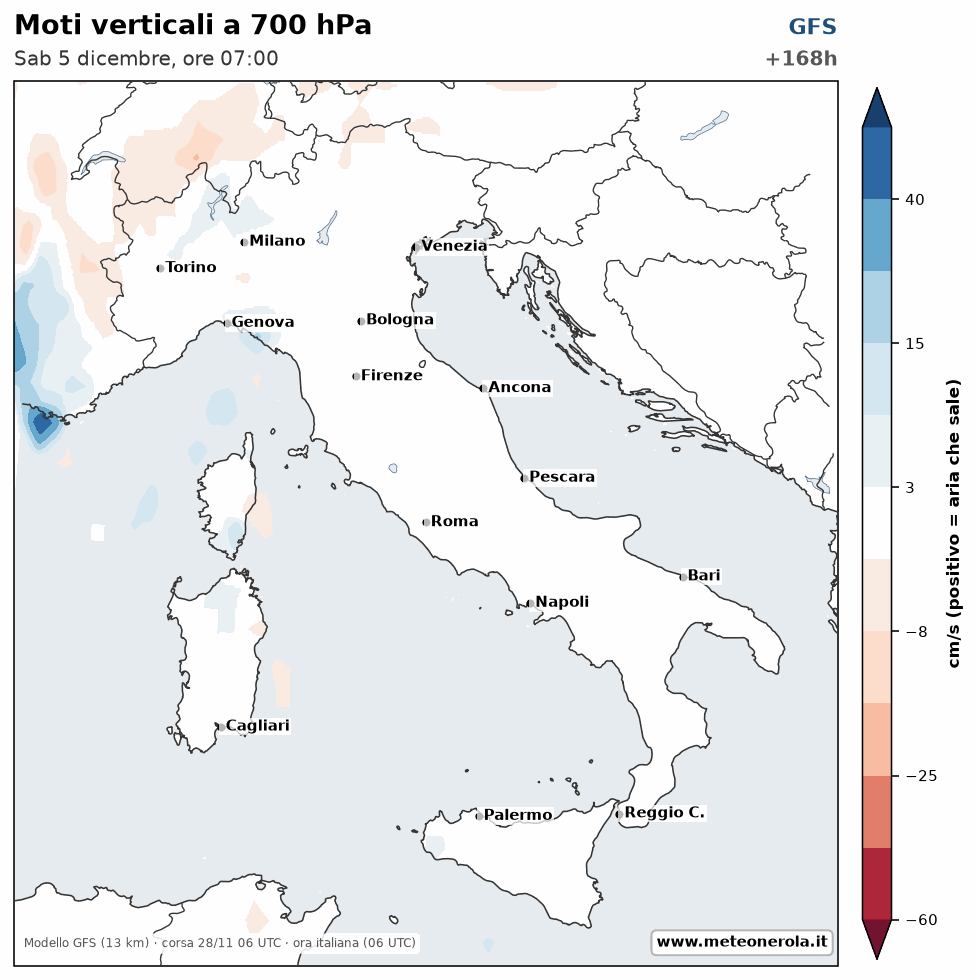 Moti verticali a 700 hPa
GFS
Sab 5 dicembre, ore 07:00
+168h
Milano
Venezia
Torino
Genova
Bologna
Firenze
Ancona
Pescara
Roma
Bari
Napoli
Cagliari
Palermo
Reggio C.
40
15
3
−8
−25
−60
cm/s (positivo = aria che sale)
Modello GFS (13 km) · corsa 28/11 06 UTC · ora italiana (06 UTC)
www.meteonerola.it